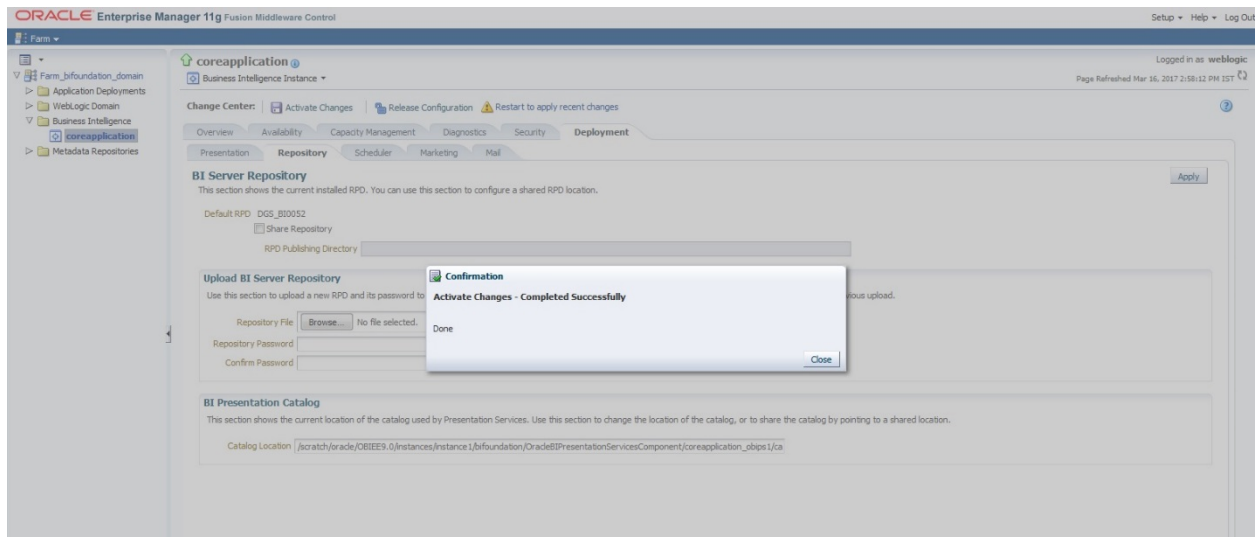 ORACLE Enterprise Manager 11g Fusion Middleware Control
Setup Help Log Out
Farm
Farm_bifoundation_domain
Application Deployments
WebLogic Domain
Business Intelligence
coreapplication
Metadata Repositories
coreapplication
Logged in as weblogic
Business Intelligence Instance
Page Refreshed Mar 16, 2017 2:58:12 PM IST
Change Center: Activate Changes Release Configuration Restart to apply recent changes
Overview Availability Capacity Management Diagnostics Security Deployment
Presentation Repository Scheduler Marketing Mail
BI Server Repository
Apply
This section shows the current installed RPD. You can use this section to configure a shared RPD location.
Default RPD DGS_BI0052
Share Repository
RPD Publishing Directory
Upload BI Server Repository
Use this section to upload a new RPD and its password to
vious upload.
Repository File Browse... No file selected.
Repository Password
Confirm Password
Confirmation
Activate Changes - Completed Successfully
Done
Close
BI Presentation Catalog
This section shows the current location of the catalog used by Presentation Services. Use this section to change the location of the catalog, or to share the catalog by pointing to a shared location.
Catalog Location /scratch/oracle/OBIEE9.0/instances/instance1/bifoundation/OracleBIPresentationServicesComponent/coreapplication_obips1/ca